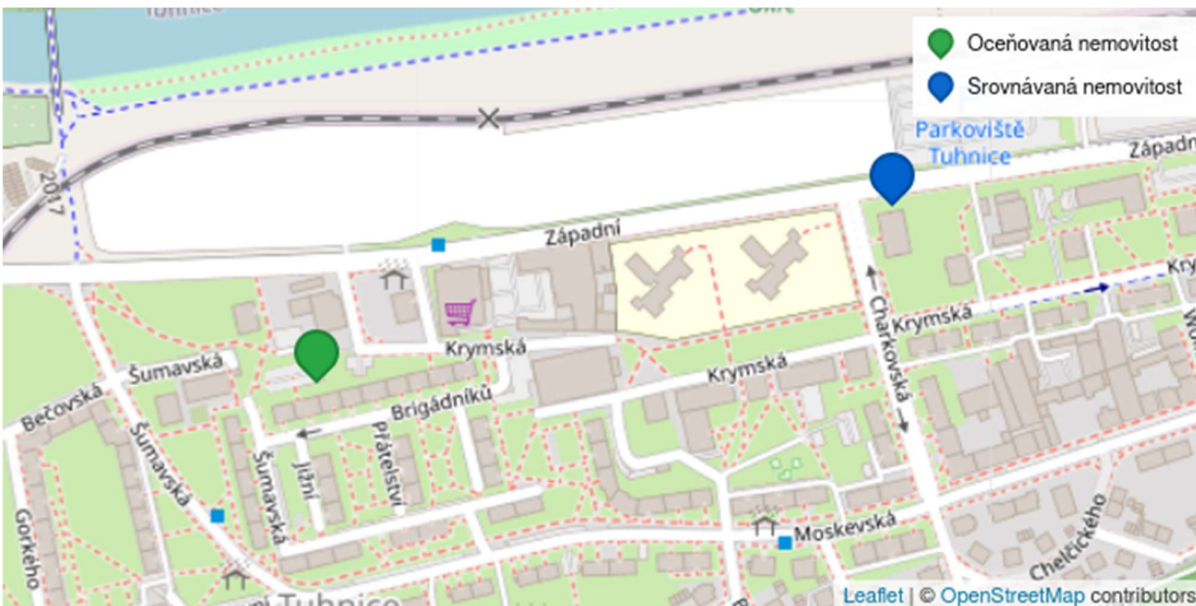 Oceňovaná nemovitost
Srovnávaná nemovitost
Parkoviště
Tuhnice
Západní
2017
Západní
Krymská
Krymská
Charkovská
Šumavská
Krymská
Bečovská
Brigádníků
Šumavská
Šumavská
Jižní
Přátelství
Gorkého
Moskevská
Chelčického
Tuhnice
Leaflet | © OpenStreetMap contributors